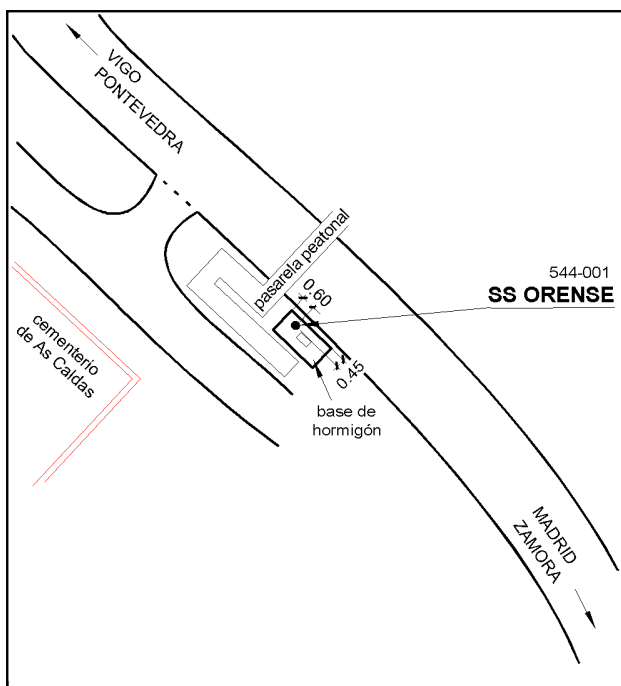 VIGO
PONTEVEDRA
pasarela peatonal
0.60
544-001
SS ORENSE
cementerio
de As Caldas
0.45
base de
hormigón
MADRID
ZAMORA